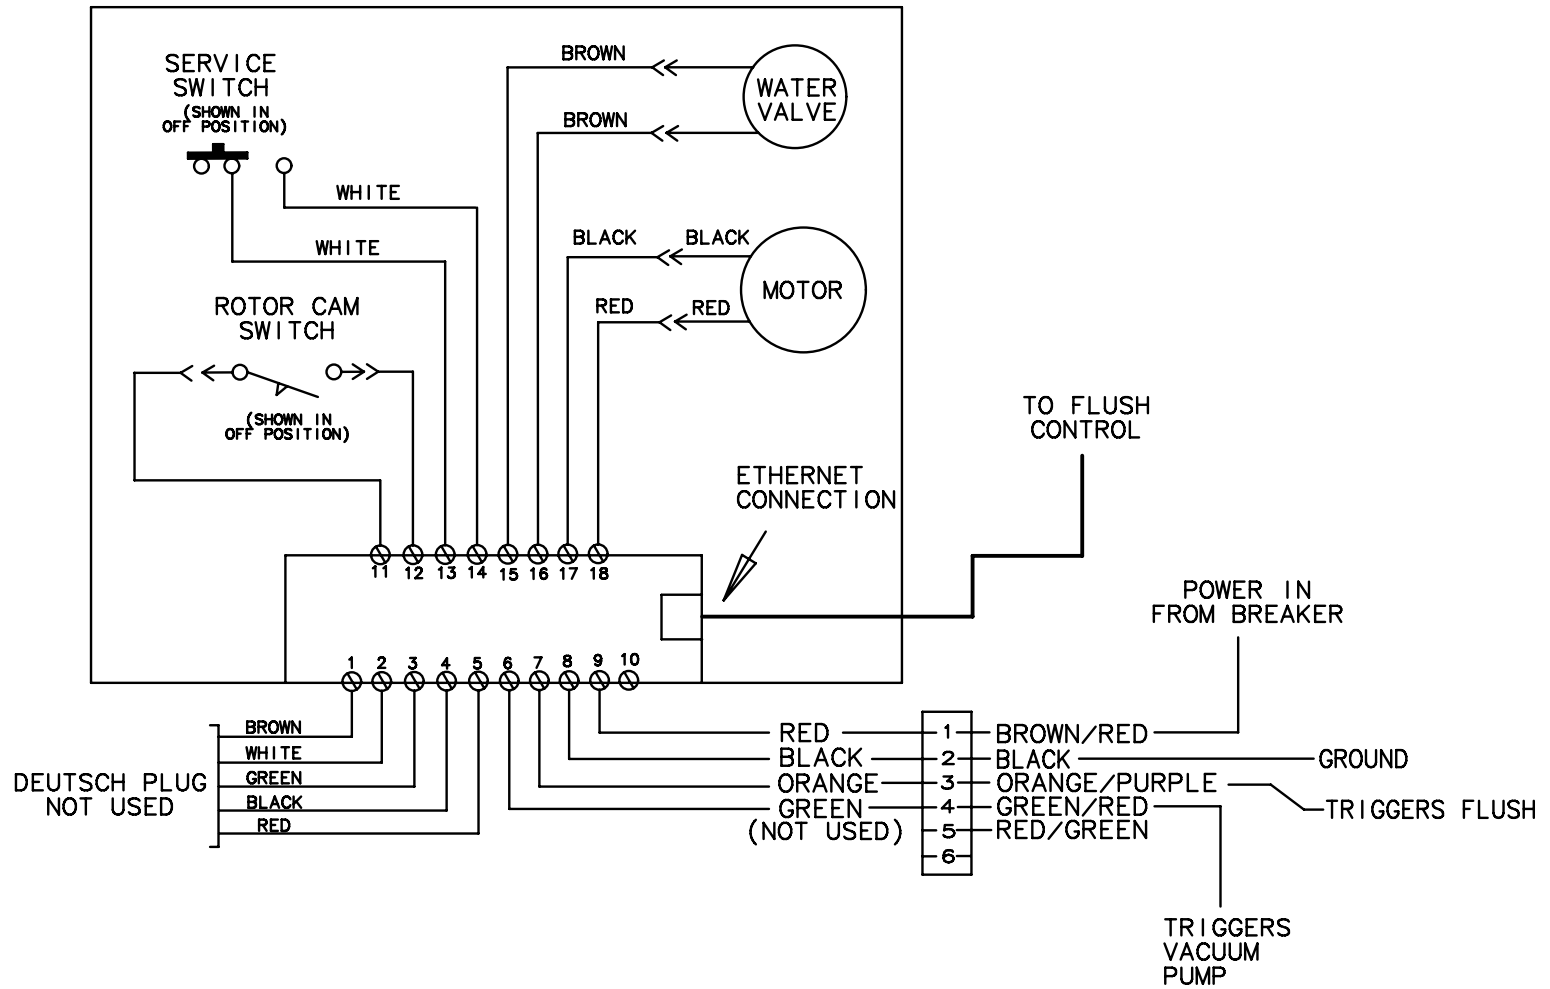 SERVICE
SWITCH
(SHOWN IN
OFF POSITION)
BROWN
WATER
VALVE
BROWN
WHITE
WHITE
BLACK
BLACK
MOTOR
RED
RED
ROTOR CAM
SWITCH
(SHOWN IN
OFF POSITION)
TO FLUSH
CONTROL
ETHERNET
CONNECTION
11 12 13 14 15 16 17 18
POWER IN
FROM BREAKER
1 2 3 4 5 6 7 8 9 10
BROWN
WHITE
GREEN
BLACK
RED
DEUTSCH PLUG
NOT USED
RED 1 BROWN/RED
BLACK 2 BLACK GROUND
ORANGE 3 ORANGE/PURPLE
GREEN 4 GREEN/RED TRIGGERS FLUSH
(NOT USED) 5 RED/GREEN
6
TRIGGERS
VACUUM
PUMP